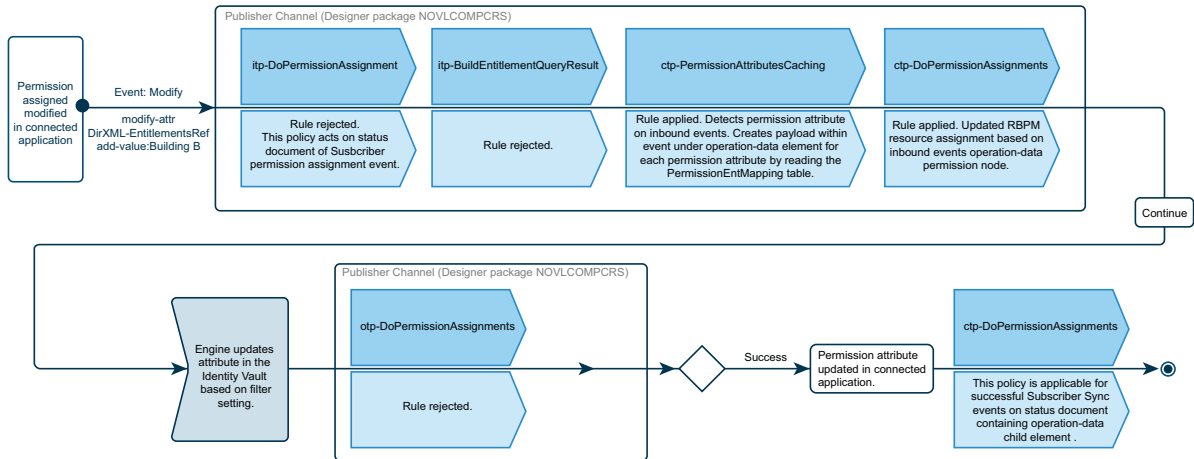 Publisher Channel (Designer package NOVLCOMPCRS)
Permission
assigned
modified
in connected
application
Event: Modify
modify-attr
DirXML-EntitlementsRef
add-value:Building B
itp-DoPermissionAssignment
Rule rejected.
This policy acts on status
document of Susbcriber
permission assignment event.
itp-BuildEntitlementQueryResult
Rule rejected.
ctp-PermissionAttributesCaching
Rule applied. Detects permission attribute
on inbound events. Creates payload within
event under operation-data element for
each permission attribute by reading the
PermissionEntMapping table.
ctp-DoPermissionAssignments
Rule applied. Updated RBPM
resource assignment based on
inbound events operation-data
permission node.
Continue
Engine updates
attribute in the
Identity Vault
based on filter
setting.
Publisher Channel (Designer package NOVLCOMPCRS)
otp-DoPermissionAssignments
Rule rejected.
Success
Permission attribute
updated in connected
application.
ctp-DoPermissionAssignments
This policy is applicable for
successful Subscriber Sync
events on status document
containing operation-data
child element .